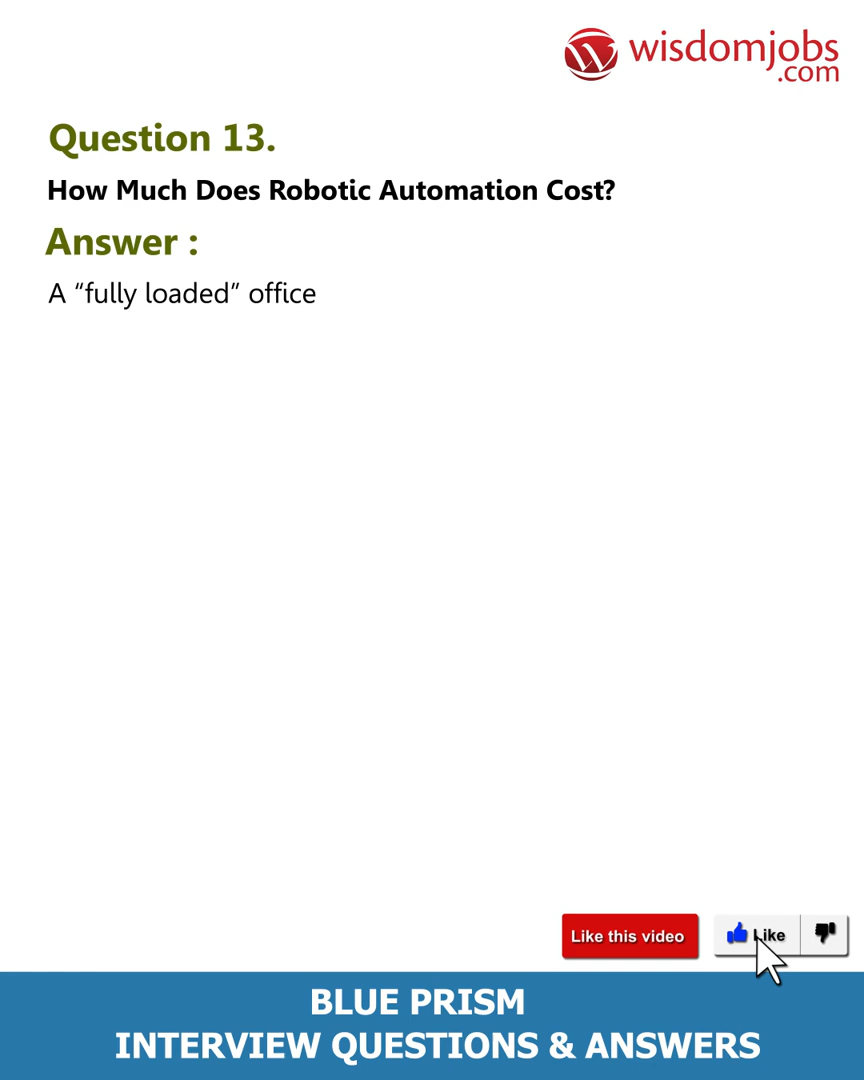 wisdomjobs
.com
Question 13.
How Much Does Robotic Automation Cost?
Answer :
A “fully loaded” office
Like this video
Like
BLUE PRISM
INTERVIEW QUESTIONS & ANSWERS